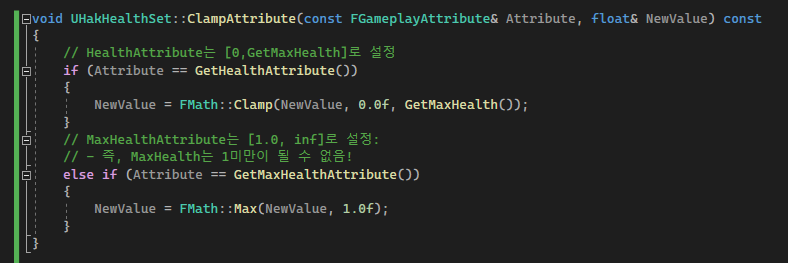 void UHakHealthSet::ClampAttribute(const FGameplayAttribute& Attribute, float& NewValue) const
{
// HealthAttribute는 [0,GetMaxHealth]로 설정
if (Attribute == GetHealthAttribute())
{
NewValue = FMath::Clamp(NewValue, 0.0f, GetMaxHealth());
}
// MaxHealthAttribute는 [1.0, inf]로 설정:
// - 즉, MaxHealth는 1미만이 될 수 없음!
else if (Attribute == GetMaxHealthAttribute())
{
NewValue = FMath::Max(NewValue, 1.0f);
}
}